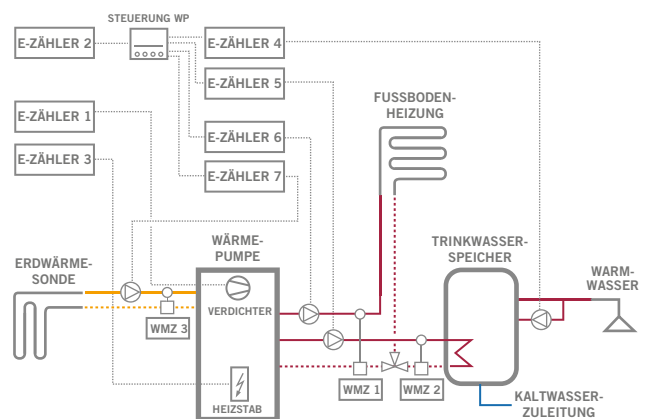 STEUERUNG WP
E-ZÄHLER 2
E-ZÄHLER 4
E-ZÄHLER 5
E-ZÄHLER 1
E-ZÄHLER 6
E-ZÄHLER 3
E-ZÄHLER 7
FUSSBODEN-
HEIZUNG
ERDWÄRME-
SONDE
WÄRME-
PUMPE
TRINKWASSER-
SPEICHER
WARM-
WASSER
VERDICHTER
WMZ 3
WMZ 1
WMZ 2
HEIZSTAB
KALTWASSER-
ZULEITUNG